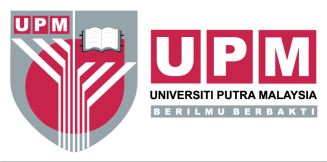 UPM
UPM
UNIVERSITI PUTRA MALAYSIA
BERILMU BERBAKTI